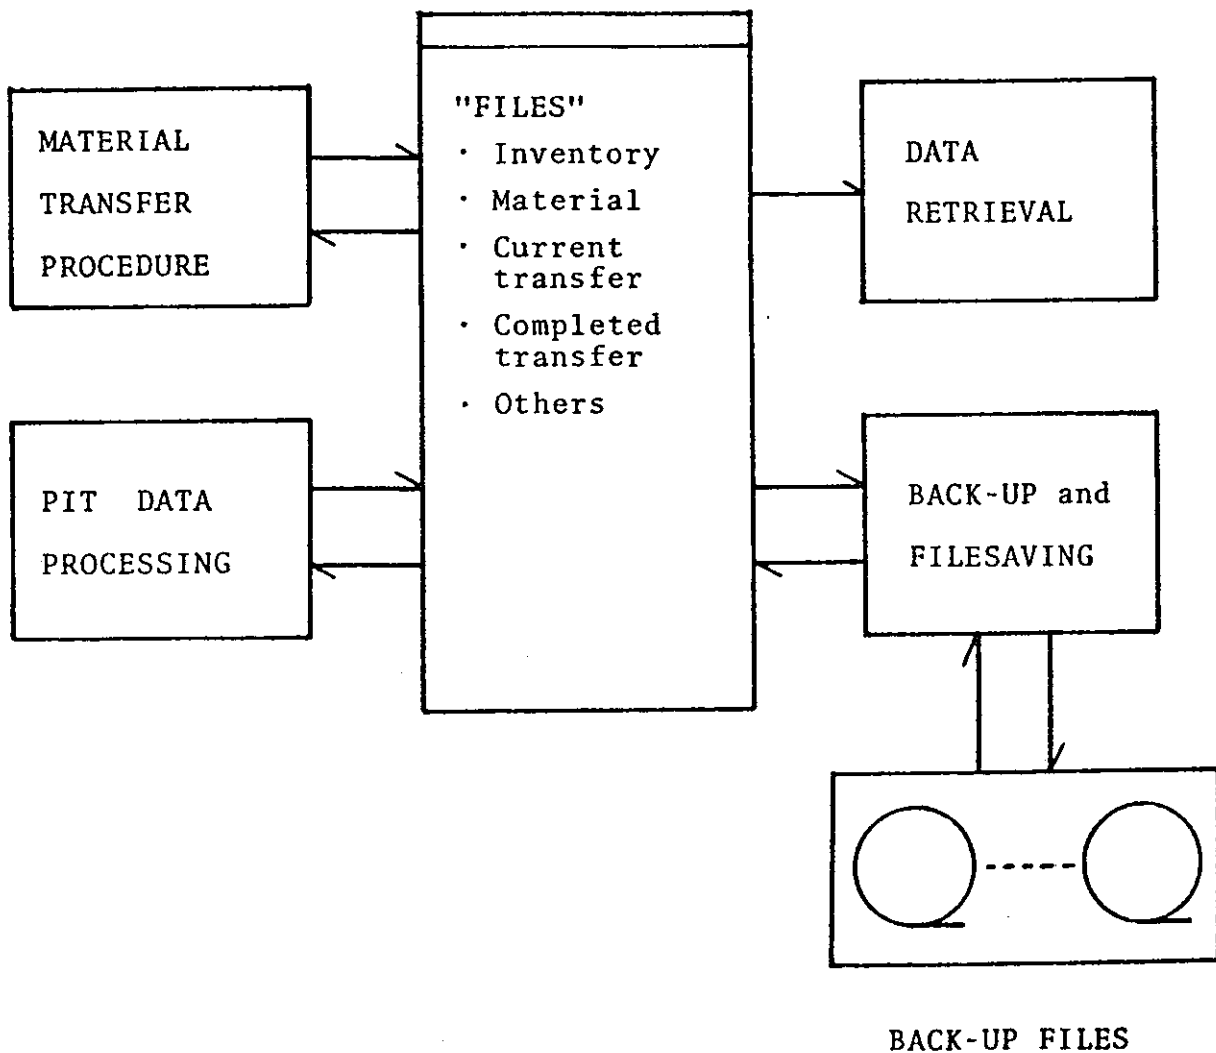 MATERIAL
TRANSFER
PROCEDURE
PIT DATA
PROCESSING
"FILES"
· Inventory
· Material
· Current
transfer
· Completed
transfer
· Others
DATA
RETRIEVAL
BACK-UP and
FILESAVING
BACK-UP FILES